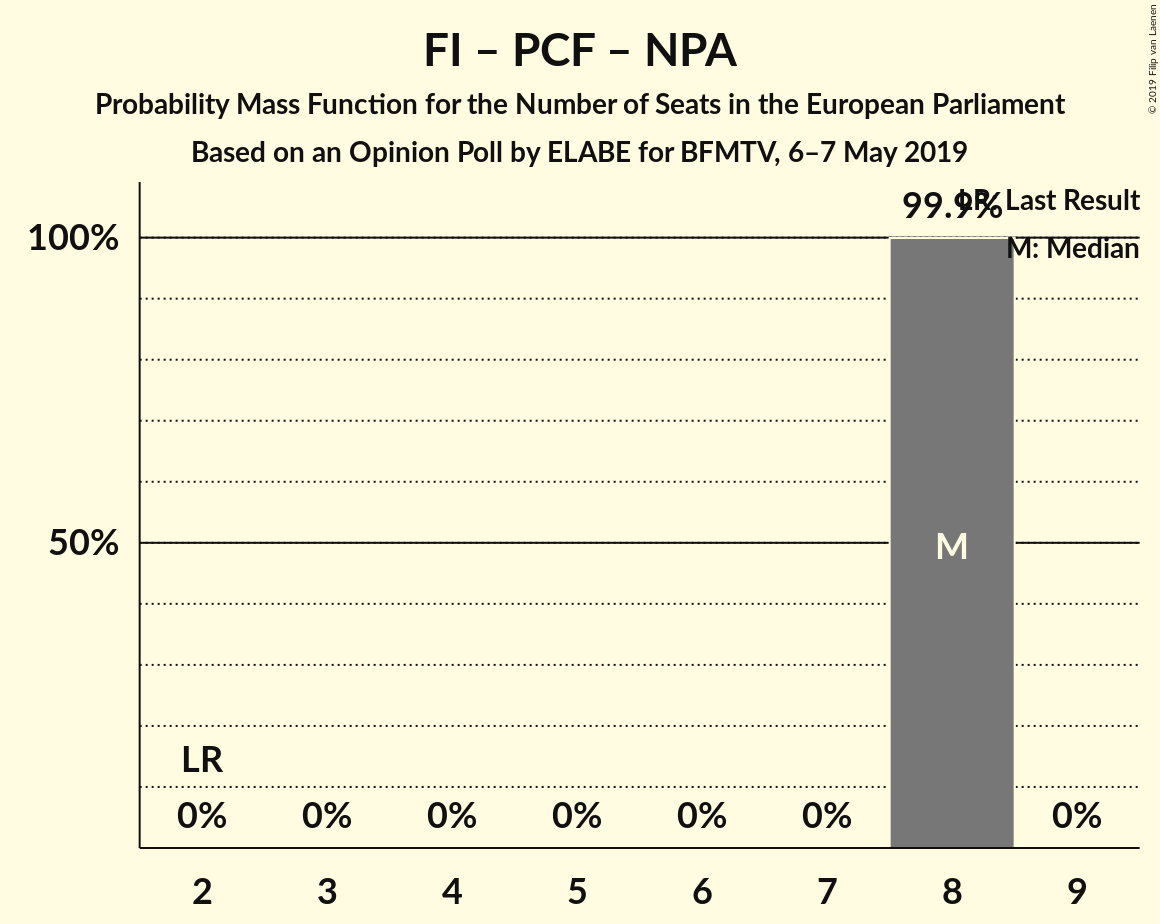 FI – PCF – NPA
Probability Mass Function for the Number of Seats in the European Parliament
Based on an Opinion Poll by ELABE for BFMTV, 6–7 May 2019
© 2019 Filip van Laenen
99.9%
LR: Last Result
M: Median
100%
50%
M
LR
0% 0% 0% 0% 0% 0% 0%
2 3 4 5 6 7 8 9